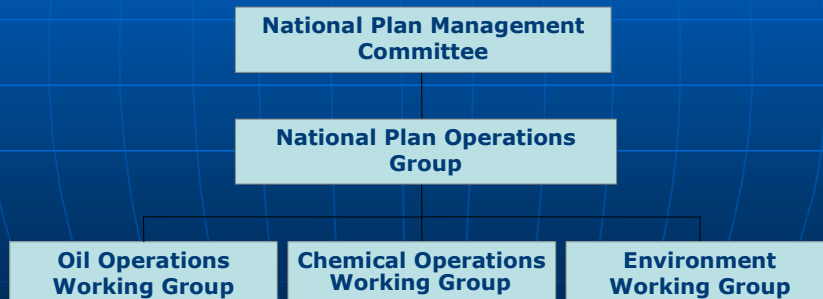 National Plan Management
Committee
National Plan Operations
Group
Oil Operations
Working Group
Chemical Operations
Working Group
Environment
Working Group